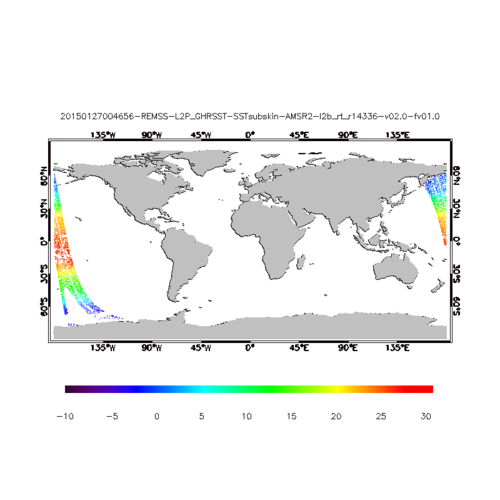 20150127004656-REMSS-L2P_GHRSST-SSTsubskin-AMSR2-l2b_rt_r14336-v02.0-fv01.0
135°W 90°W 45°W 0° 45°E 90°E 135°E
60°N 60°N
30°N 30°N
0° 0°
30°S 30°S
60°S 60°S
135°W 90°W 45°W 0° 45°E 90°E 135°E
-10 -5 0 5 10 15 20 25 30